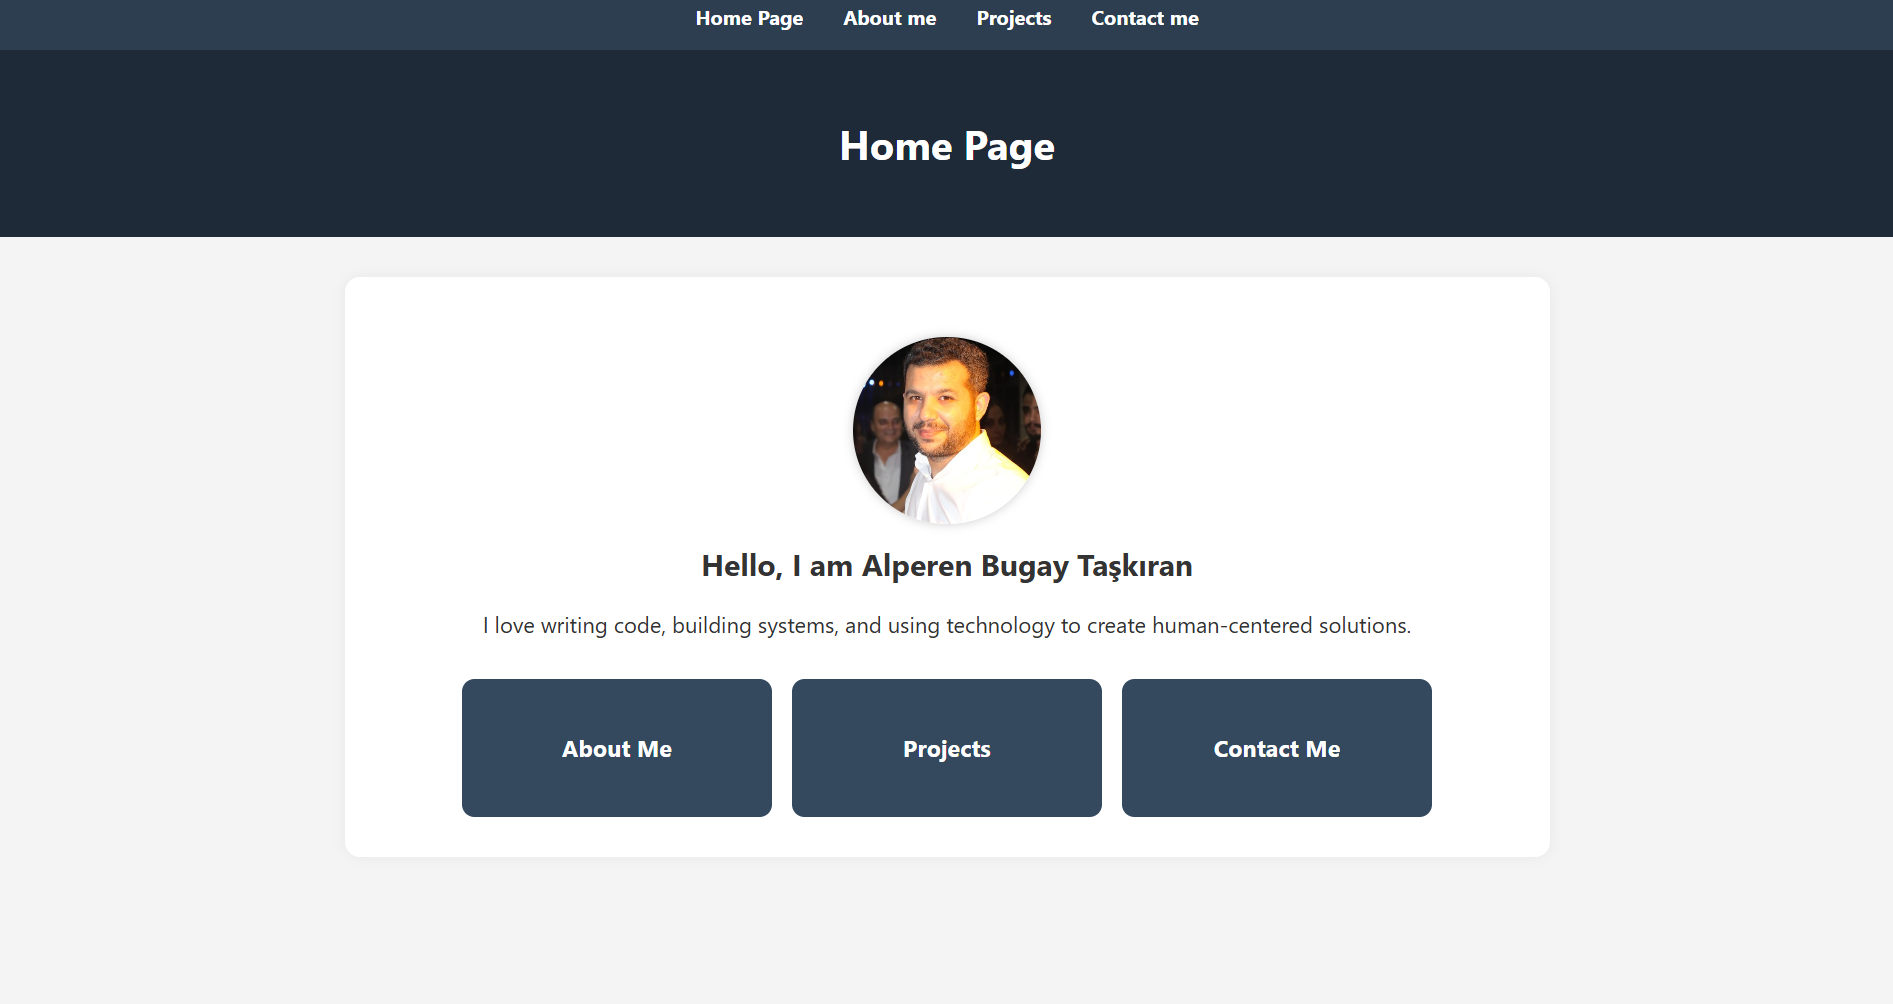 Home Page About me Projects Contact me
Home Page
Hello, I am Alperen Bugay Taşkıran
I love writing code, building systems, and using technology to create human-centered solutions.
About Me Projects Contact Me